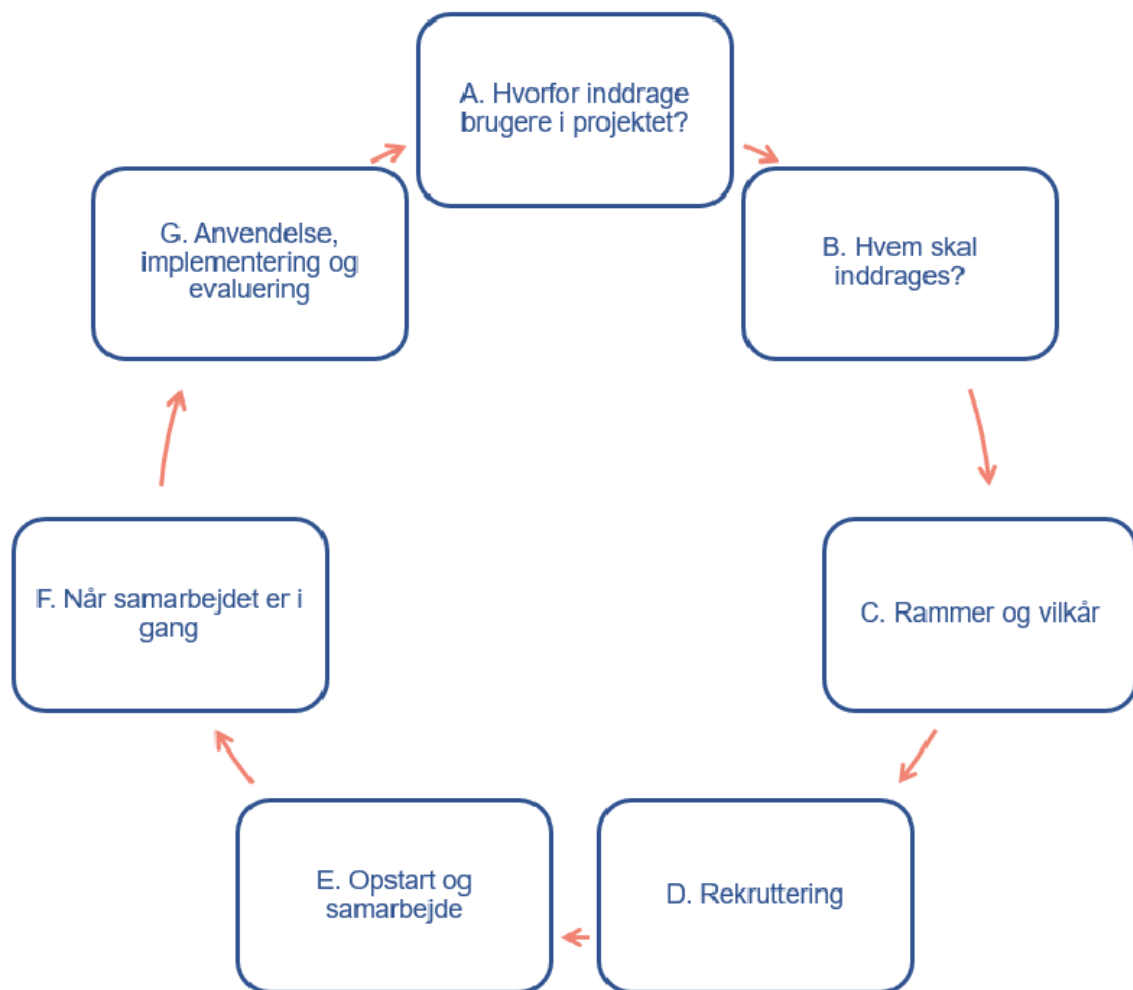 A. Hvorfor inddrage
brugere i projektet?
B. Hvem skal
inddrages?
C. Rammer og vilkår
D. Rekruttering
E. Opstart og
samarbejde
F. Når samarbejdet er i
gang
G. Anvendelse,
implementering og
evaluering